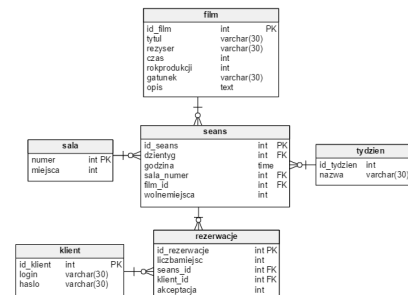 film
id_film int PK
tytul varchar(30)
rezyser varchar(30)
czas int
rokprodukcji int
gatunek varchar(30)
opis text
seans
id_seans int PK
dzientyg int FK
godzina time
sala_numer int FK
film_id int FK
wolnemiejsca int
sala
numer int PK
miejsca int
tydzien
id_tydzien int
nazwa varchar(30)
rezerwacje
id_rezerwacje int PK
liczbamiejsc int
seans_id int FK
klient_id int FK
akceptacja int
klient
id_klient int PK
login varchar(30)
haslo varchar(30)